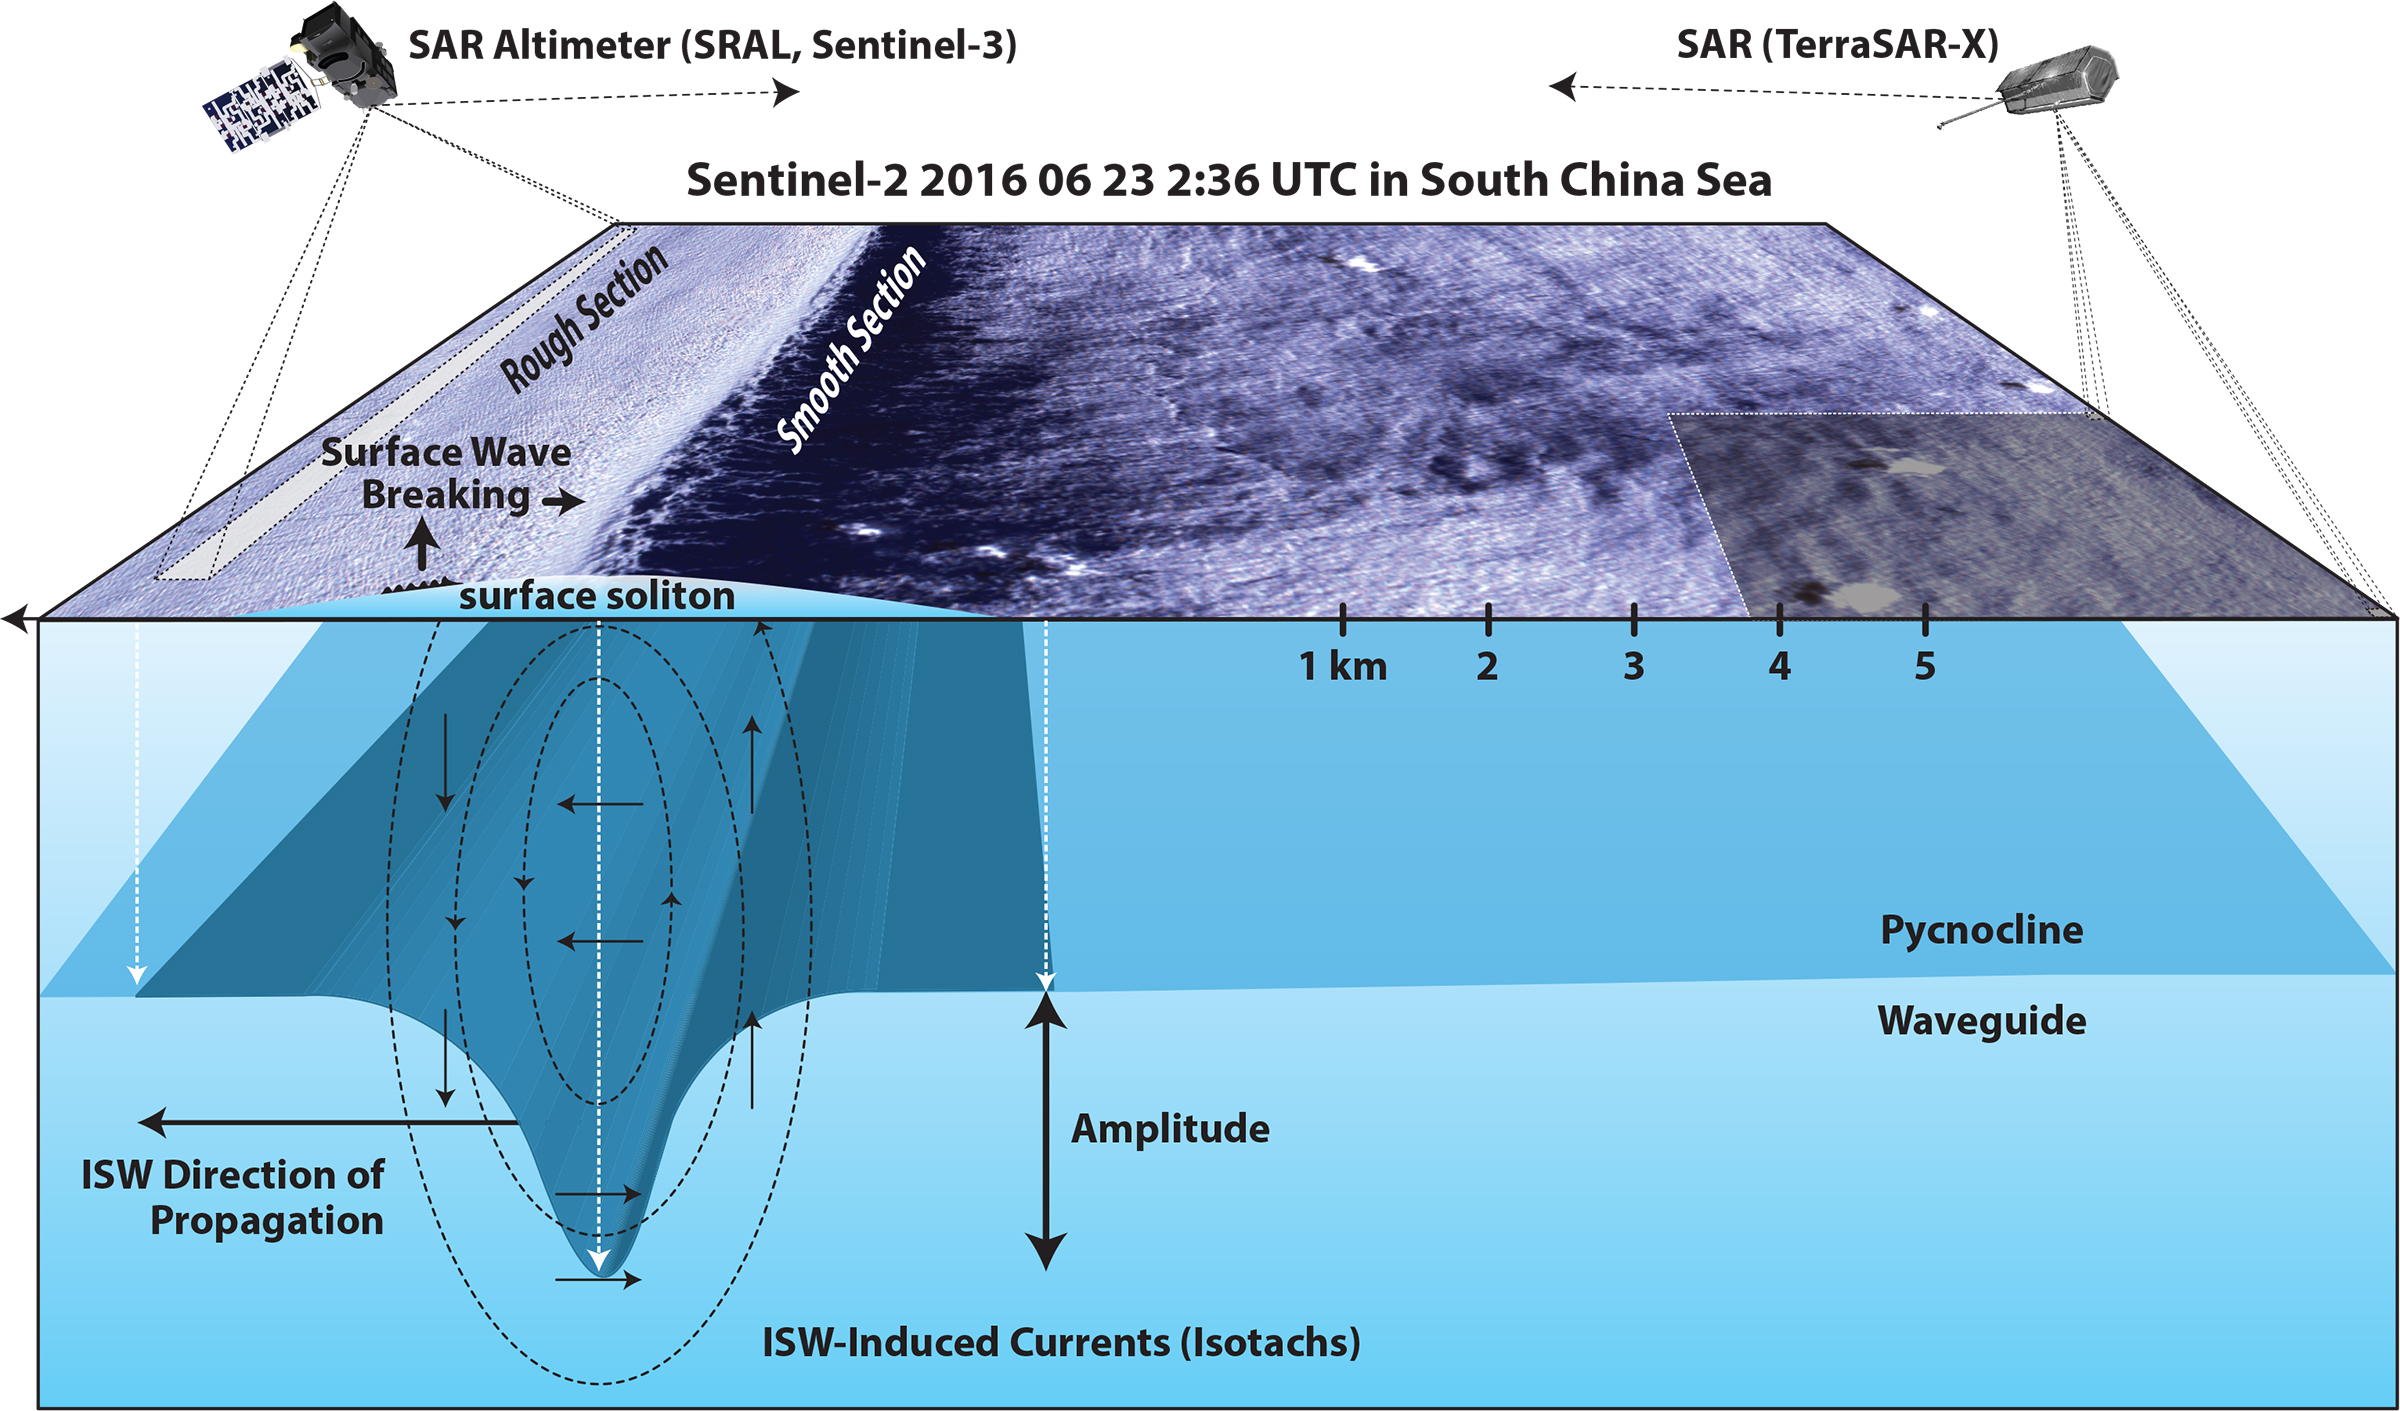 SAR Altimeter (SRAL, Sentinel-3)
SAR (TerraSAR-X)
Sentinel-2 2016 06 23 2:36 UTC in South China Sea
Rough Section
Smooth Section
Surface Wave
Breaking
surface soliton
1 km
2
3
4
5
Pycnocline
Waveguide
Amplitude
ISW Direction of
Propagation
ISW-Induced Currents (Isotachs)